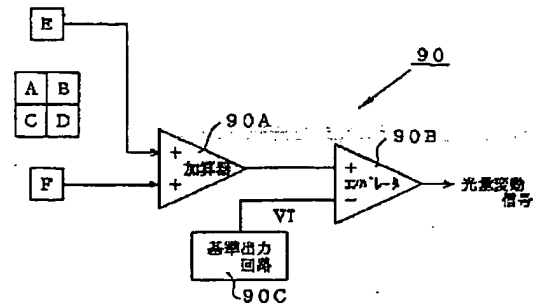 E
90
A B
C D
90A
90B
+
加算器
+
F
+
コンパレータ
-
光量変動
信号
VT
基準出力
回路
90C